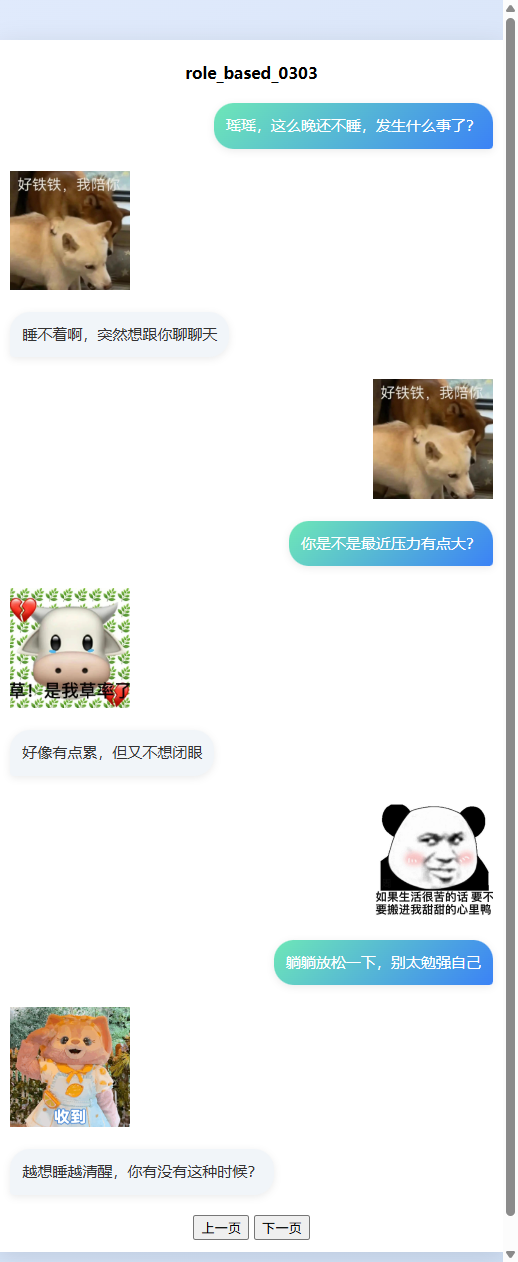 role_based_0303
瑶瑶，这么晚还不睡，发生什么事了？
好铁铁，我陪你
睡不着啊，突然想跟你聊聊天
好铁铁，我陪你
你是不是最近压力有点大？
草！是我草率了
好像有点累，但又不想闭眼
如果生活很苦的话 要不
要搬进我甜甜的心里鸭
躺躺放松一下，别太勉强自己
收到
越想睡越清醒，你有没有这种时候？
上一页 下一页